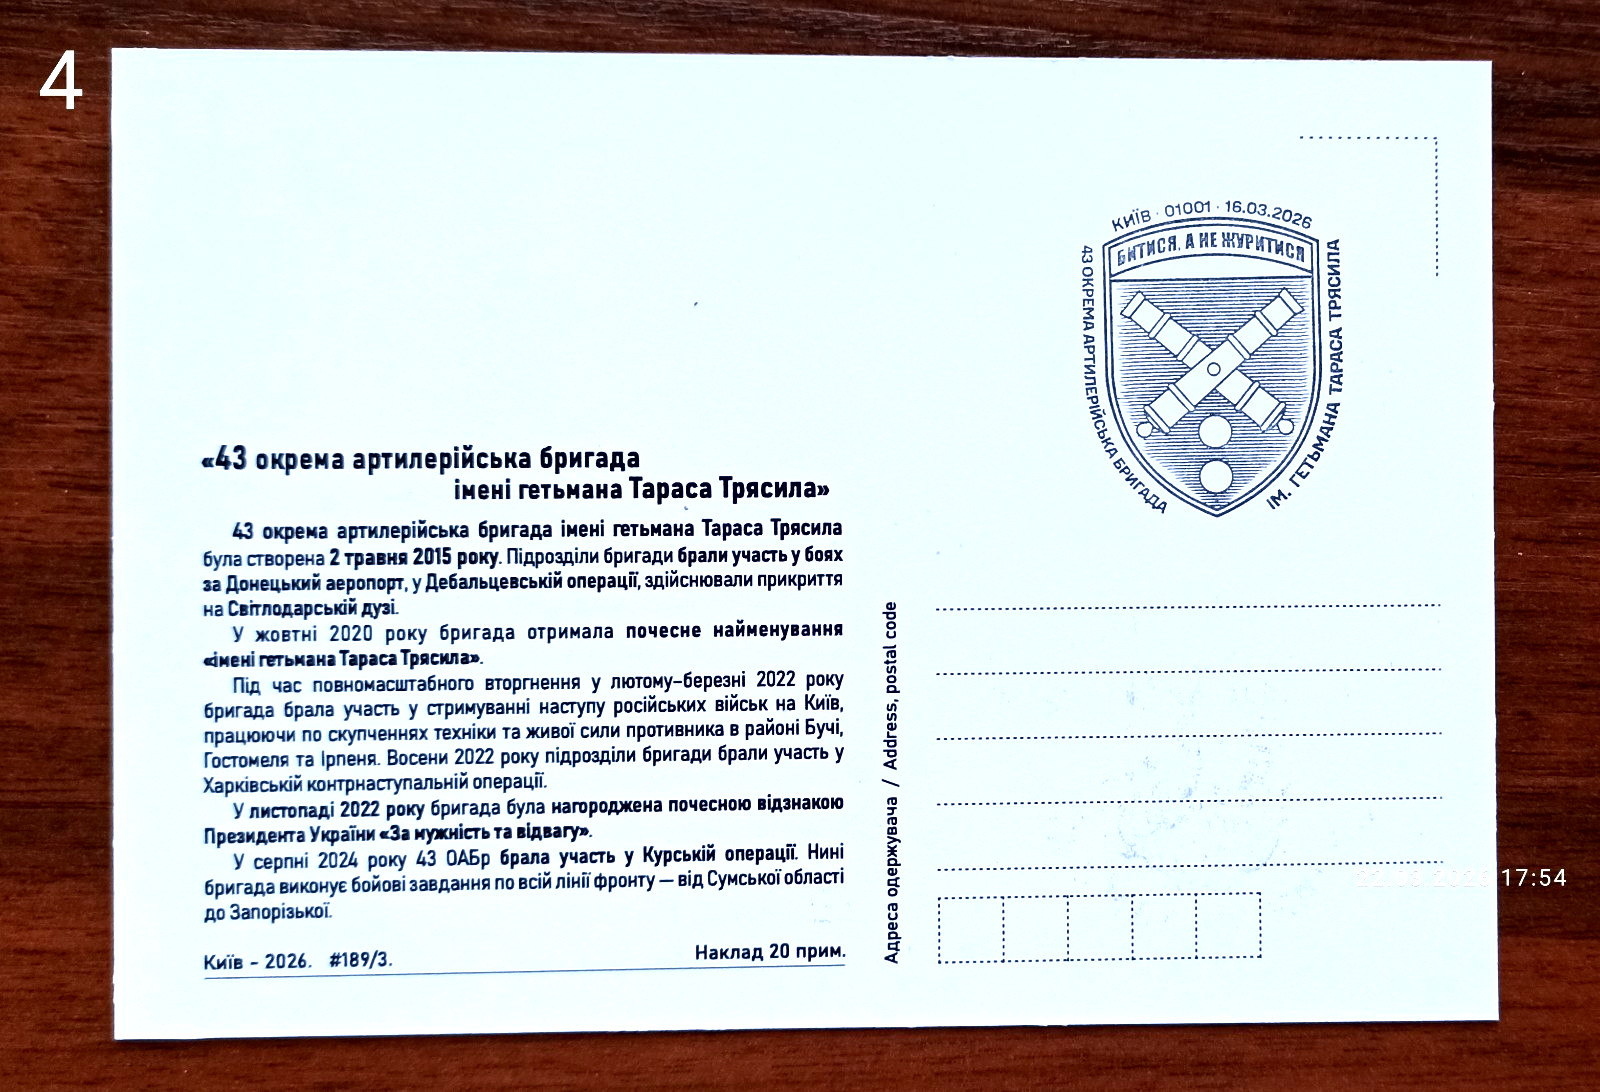 4
КИЇВ · 01001 · 16.03.2026
БИТИСЯ, А НЕ ЖУРИТИСЯ
43 ОКРЕМА АРТИЛЕРІЙСЬКА БРИГАДА
ІМ. ГЕТЬМАНА ТАРАСА ТРЯСИЛА
«43 окрема артилерійська бригада
імені гетьмана Тараса Трясила»
43 окрема артилерійська бригада імені гетьмана Тараса Трясила
була створена 2 травня 2015 року. Підрозділи бригади брали участь у боях
за Донецький аеропорт, у Дебальцевській операції, здійснювали прикриття
на Світлодарській дузі.
У жовтні 2020 року бригада отримала почесне найменування
«імені гетьмана Тараса Трясила».
Під час повномасштабного вторгнення у лютому–березні 2022 року
бригада брала участь у стримуванні наступу російських військ на Київ,
працюючи по скупченнях техніки та живої сили противника в районі Бучі,
Гостомеля та Ірпеня. Восени 2022 року підрозділи бригади брали участь у
Харківській контрнаступальній операції.
У листопаді 2022 року бригада була нагороджена почесною відзнакою
Президента України «За мужність та відвагу».
У серпні 2024 року 43 ОАБр брала участь у Курській операції. Нині
бригада виконує бойові завдання по всій лінії фронту — від Сумської області
до Запорізької.
Київ - 2026. #189/3.
Наклад 20 прим.
Адреса одержувача / Address, postal code
17:54